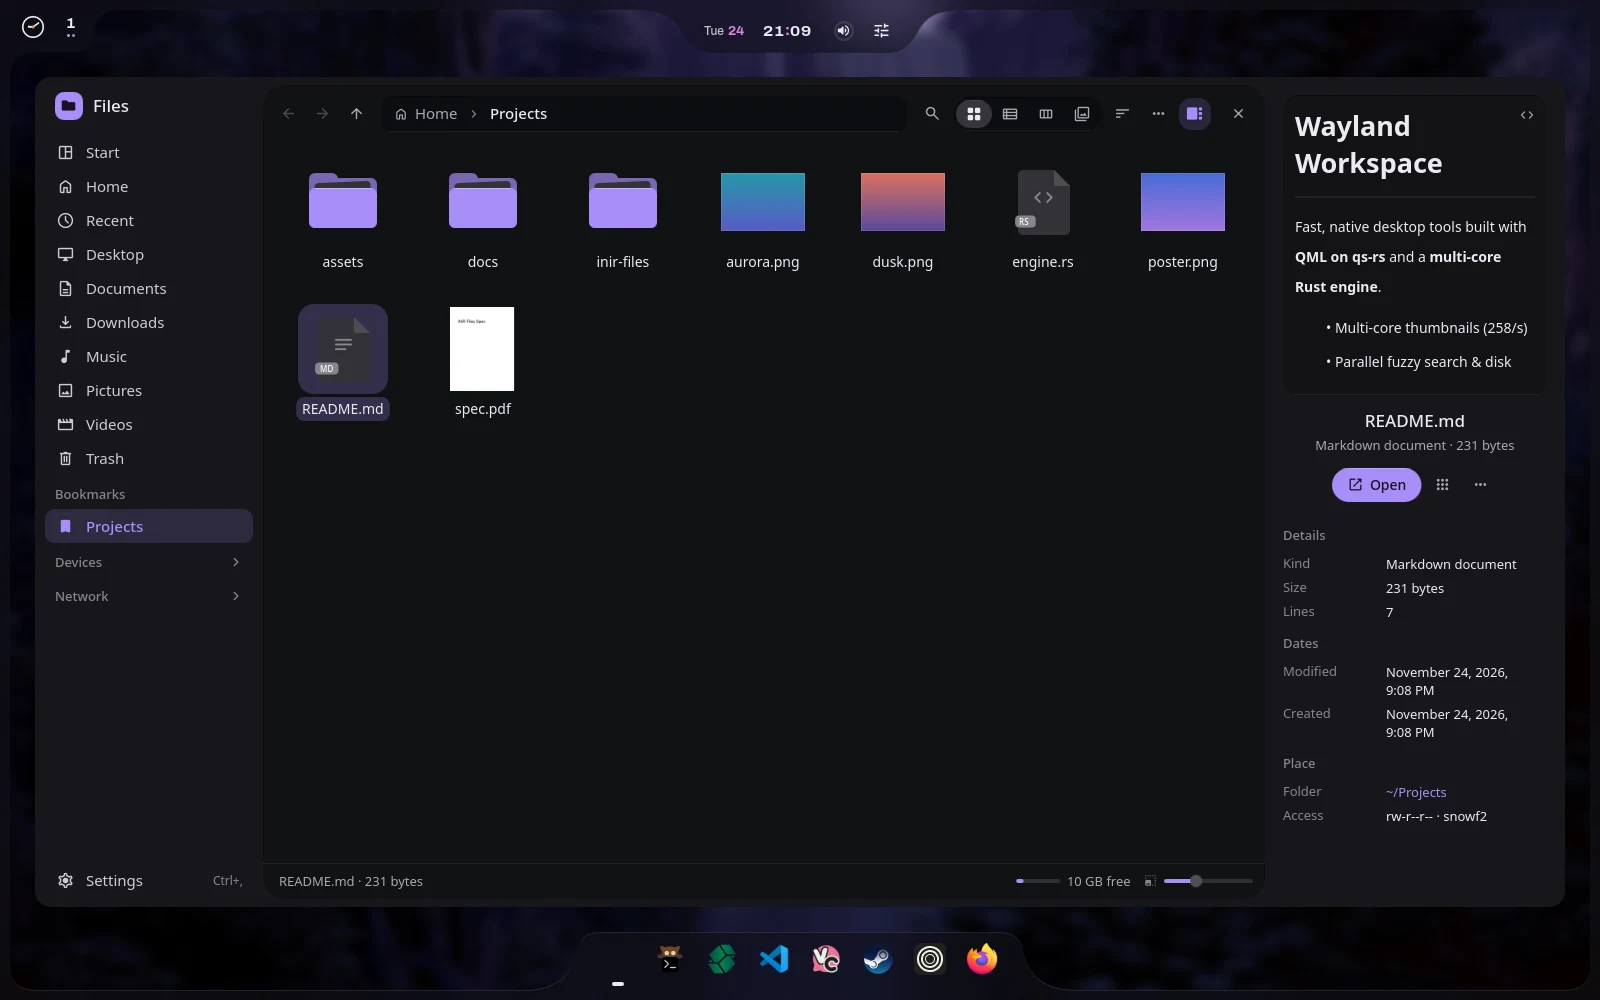 1
Tue 24 21:09
Files
Start
Home
Recent
Desktop
Documents
Downloads
Music
Pictures
Videos
Trash
Bookmarks
Projects
Devices
Network
Settings Ctrl+,
Home > Projects
assets
docs
inir-files
aurora.png
dusk.png
RS
engine.rs
poster.png
MD
README.md
spec.pdf
README.md · 231 bytes
10 GB free
Wayland
Workspace
Fast, native desktop tools built with
QML on qs-rs and a multi-core
Rust engine.
• Multi-core thumbnails (258/s)
• Parallel fuzzy search & disk
README.md
Markdown document · 231 bytes
Open
Details
Kind Markdown document
Size 231 bytes
Lines 7
Dates
Modified November 24, 2026,
9:08 PM
Created November 24, 2026,
9:08 PM
Place
Folder ~/Projects
Access rw-r--r-- · snowf2